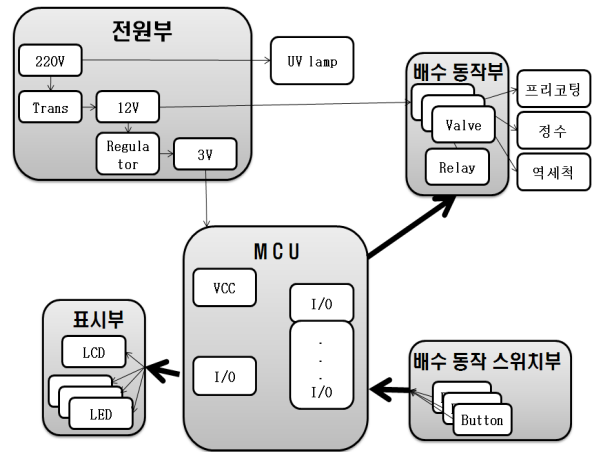 전원부
220V
UV lamp
Trans
12V
Regula
tor
3V
배수 동작부
Valve
Relay
프리코팅
정수
역세척
MCU
VCC
I/O
I/O
.
.
.
I/O
표시부
LCD
LED
배수 동작 스위치부
Button